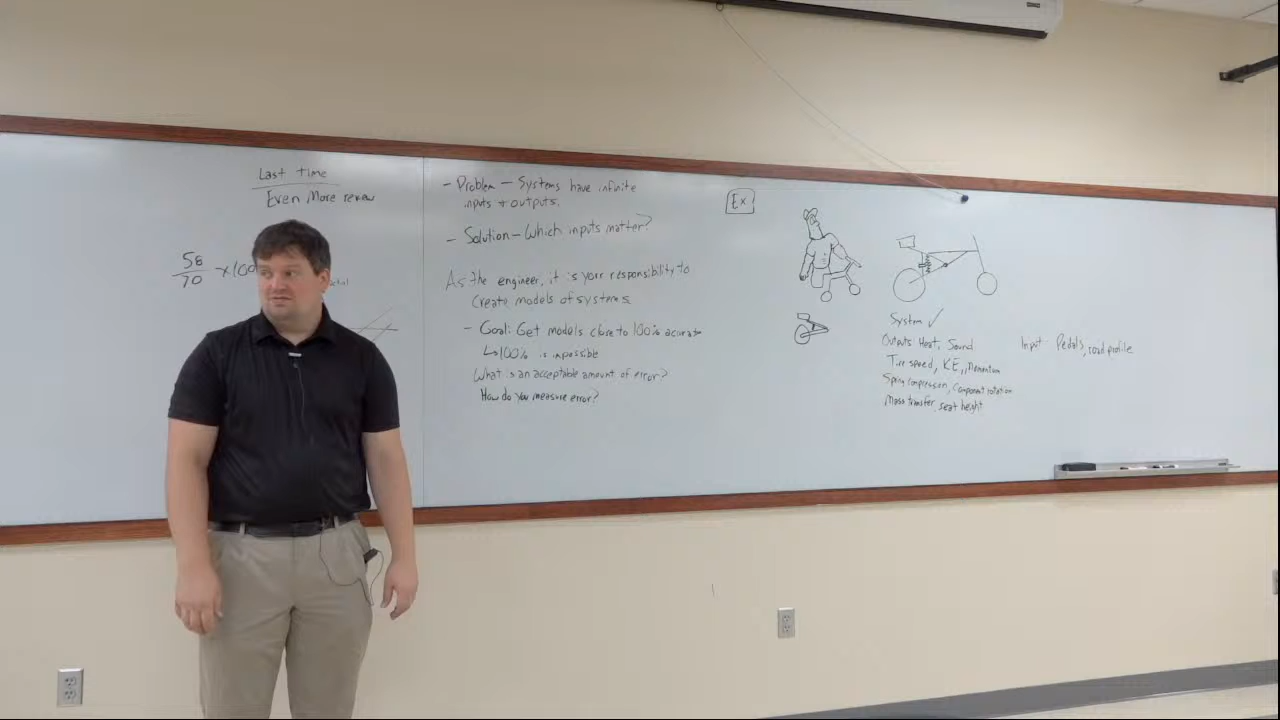 Last time
Even More review
58
70
x100
- Problem - Systems have infinite
inputs + outputs.
- Solution - Which inputs matter?
As the engineer, it is your responsibility to
Create models of systems
- Goal: Get models close to 100% acurate
↳ 100% is impossible
What is an acceptable amount of error?
How do you measure error?
Ex
System ✓
Outputs Heat, Sound
Tire speed, KE, Momentum
Spring compression, Component rotation
Mass transfer, seat height
Input: Pedals, road profile